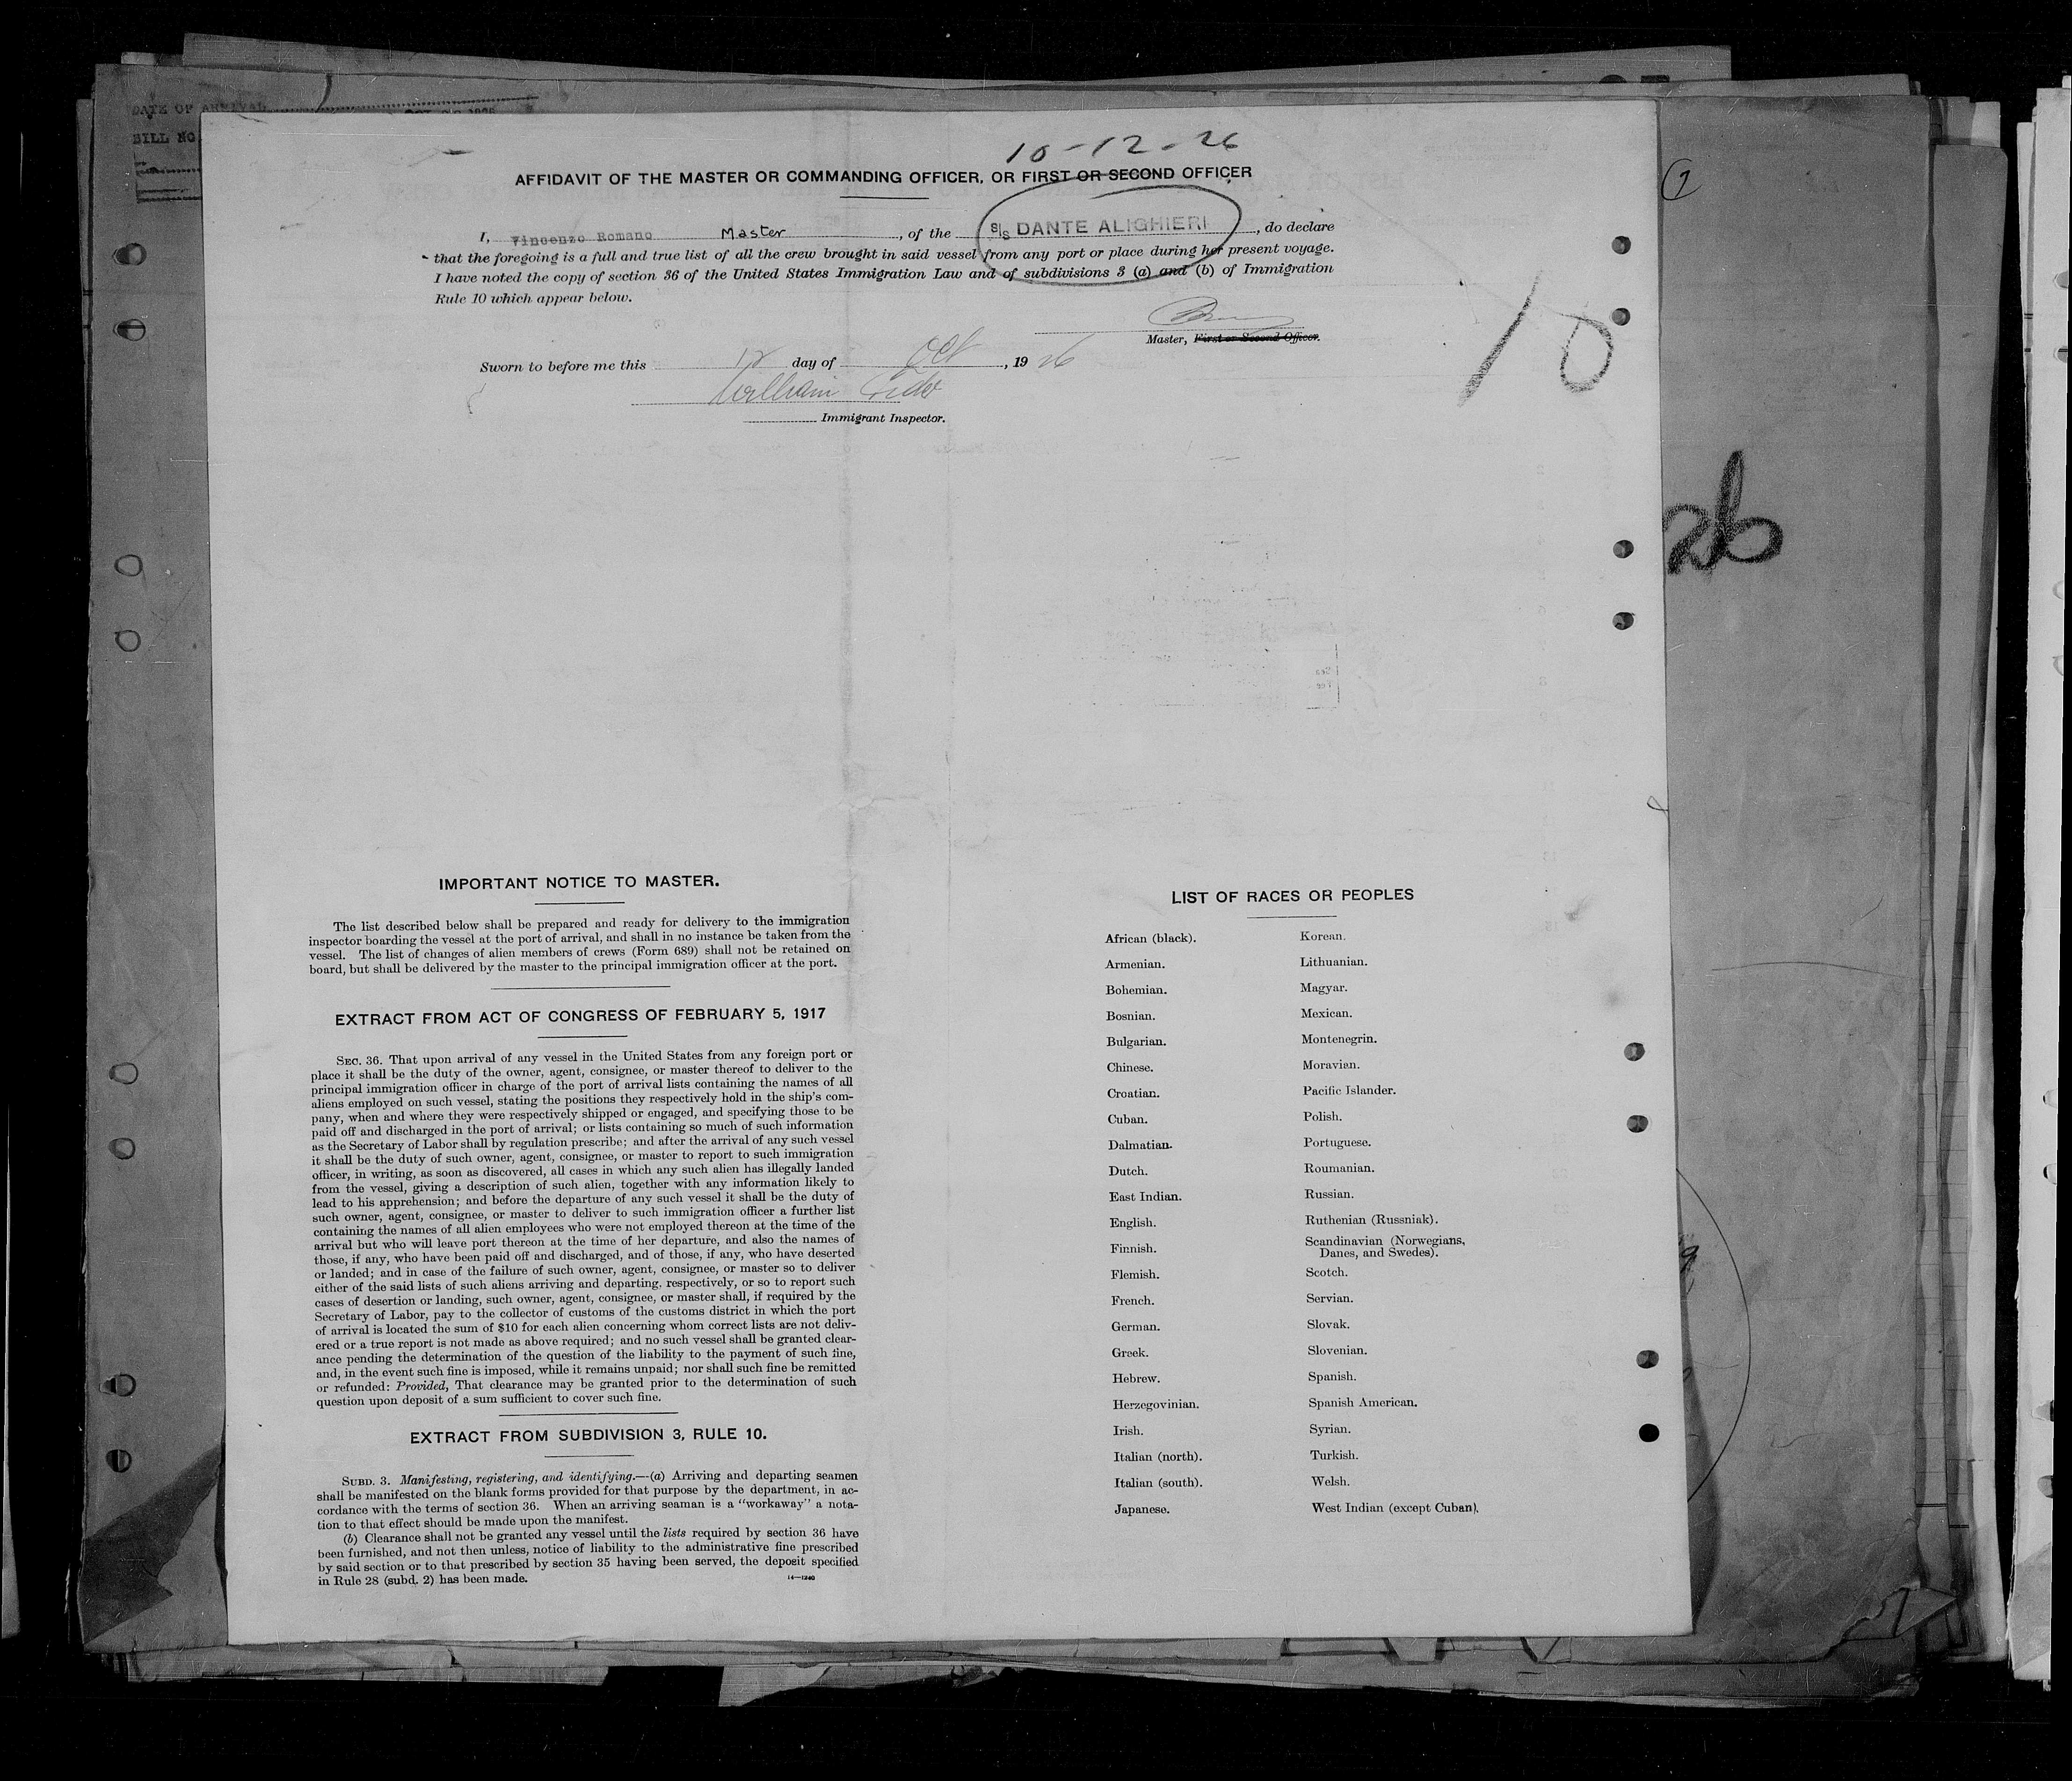 DATE OF ARRIVAL
BILL NO
10-12-26
AFFIDAVIT OF THE MASTER OR COMMANDING OFFICER, OR FIRST OR SECOND OFFICER
I, Vincenzo Romano Master, of the S/S DANTE ALIGHIERI, do declare
that the foregoing is a full and true list of all the crew brought in said vessel from any port or place during her present voyage.
I have noted the copy of section 36 of the United States Immigration Law and of subdivisions 3 (a) and (b) of Immigration
Rule 10 which appear below.
Master, First or Second Officer.
Sworn to before me this 12 day of Oct, 1926
William
Immigrant Inspector.
10
26
IMPORTANT NOTICE TO MASTER.
The list described below shall be prepared and ready for delivery to the immigration
inspector boarding the vessel at the port of arrival, and shall in no instance be taken from the
vessel. The list of changes of alien members of crews (Form 689) shall not be retained on
board, but shall be delivered by the master to the principal immigration officer at the port.
EXTRACT FROM ACT OF CONGRESS OF FEBRUARY 5, 1917
SEC. 36. That upon arrival of any vessel in the United States from any foreign port or
place it shall be the duty of the owner, agent, consignee, or master thereof to deliver to the
principal immigration officer in charge of the port of arrival lists containing the names of all
aliens employed on such vessel, stating the positions they respectively hold in the ship's com-
pany, when and where they were respectively shipped or engaged, and specifying those to be
paid off and discharged in the port of arrival; or lists containing so much of such information
as the Secretary of Labor shall by regulation prescribe; and after the arrival of any such vessel
it shall be the duty of such owner, agent, consignee, or master to report to such immigration
officer, in writing, as soon as discovered, all cases in which any such alien has illegally landed
from the vessel, giving a description of such alien, together with any information likely to
lead to his apprehension; and before the departure of any such vessel it shall be the duty of
such owner, agent, consignee, or master to deliver to such immigration officer a further list
containing the names of all alien employees who were not employed thereon at the time of the
arrival but who will leave port thereon at the time of her departure, and also the names of
those, if any, who have been paid off and discharged, and of those, if any, who have deserted
or landed; and in case of the failure of such owner, agent, consignee, or master so to deliver
either of the said lists of such aliens arriving and departing, respectively, or so to report such
cases of desertion or landing, such owner, agent, consignee, or master shall, if required by the
Secretary of Labor, pay to the collector of customs of the customs district in which the port
of arrival is located the sum of $10 for each alien concerning whom correct lists are not deliv-
ered or a true report is not made as above required; and no such vessel shall be granted clear-
ance pending the determination of the question of the liability to the payment of such fine,
and, in the event such fine is imposed, while it remains unpaid; nor shall such fine be remitted
or refunded: Provided, That clearance may be granted prior to the determination of such
question upon deposit of a sum sufficient to cover such fine.
EXTRACT FROM SUBDIVISION 3, RULE 10.
SUBD. 3. Manifesting, registering, and identifying.—(a) Arriving and departing seamen
shall be manifested on the blank forms provided for that purpose by the department, in ac-
cordance with the terms of section 36. When an arriving seaman is a "workaway" a nota-
tion to that effect should be made upon the manifest.
(b) Clearance shall not be granted any vessel until the lists required by section 36 have
been furnished, and not then unless, notice of liability to the administrative fine prescribed
by said section or to that prescribed by section 35 having been served, the deposit specified
in Rule 28 (subd. 2) has been made.
14—1240
LIST OF RACES OR PEOPLES
African (black).
Armenian.
Bohemian.
Bosnian.
Bulgarian.
Chinese.
Croatian.
Cuban.
Dalmatian.
Dutch.
East Indian.
English.
Finnish.
Flemish.
French.
German.
Greek.
Hebrew.
Herzegovinian.
Irish.
Italian (north).
Italian (south).
Japanese.
Korean.
Lithuanian.
Magyar.
Mexican.
Montenegrin.
Moravian.
Pacific Islander.
Polish.
Portuguese.
Roumanian.
Russian.
Ruthenian (Russniak).
Scandinavian (Norwegians,
Danes, and Swedes).
Scotch.
Servian.
Slovak.
Slovenian.
Spanish.
Spanish American.
Syrian.
Turkish.
Welsh.
West Indian (except Cuban).